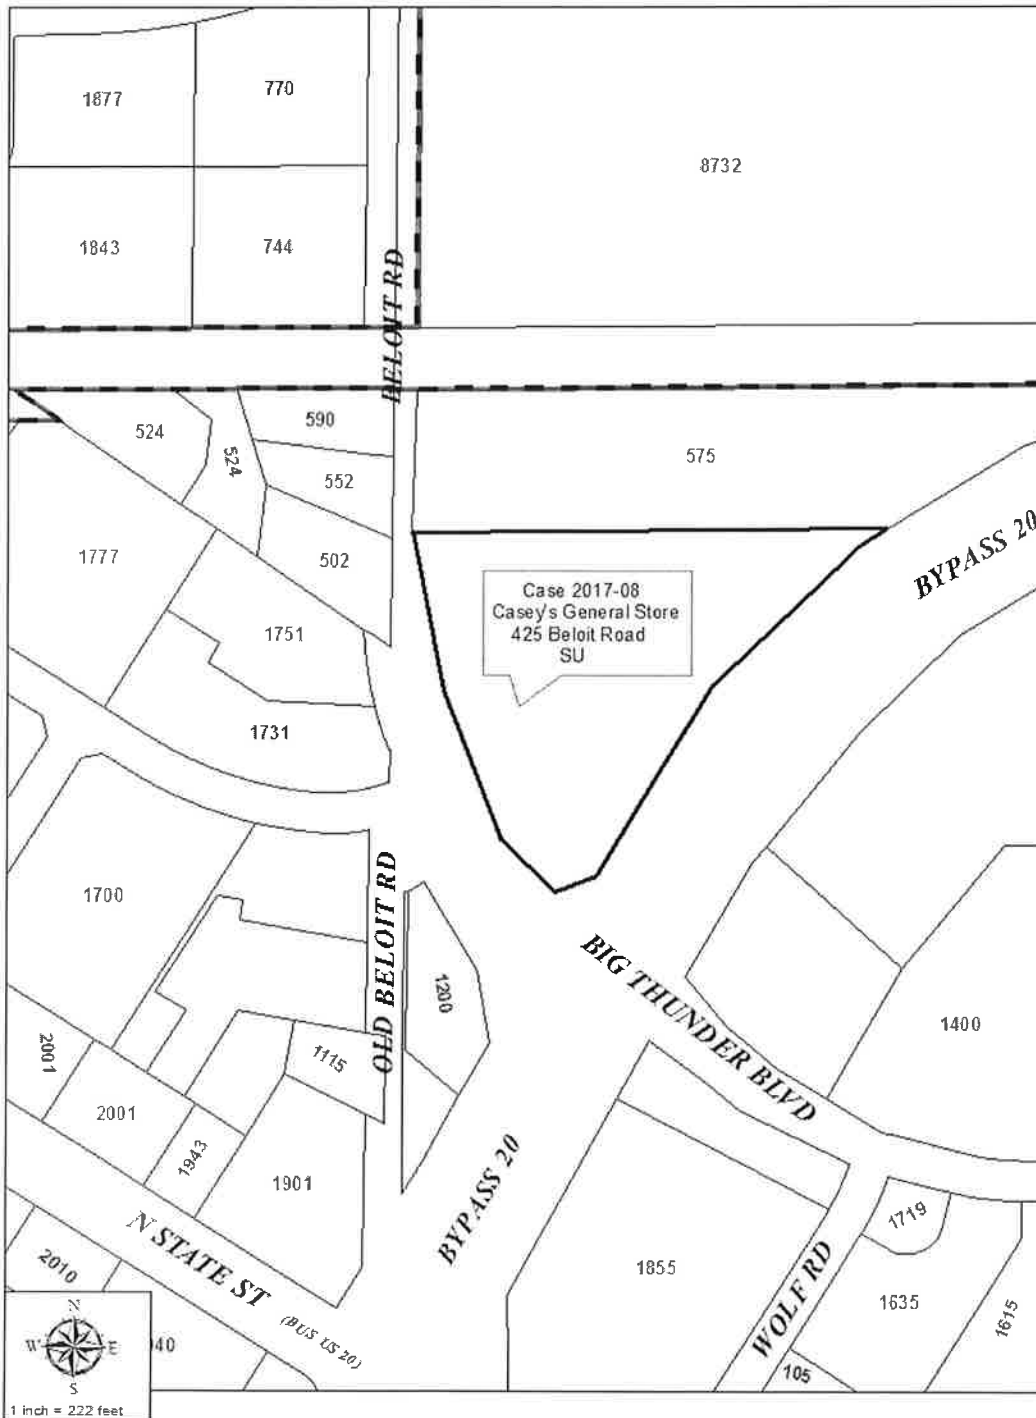 1877
770
8732
1843
744
BELOIT RD
524
590
524
552
575
502
1777
BYPASS 20
Case 2017-08
Casey's General Store
425 Beloit Road
SU
1751
1731
1700
OLD BELOIT RD
BIG THUNDER BLVD
1200
1400
2001
1115
2001
1943
1901
BYPASS 20
N STATE ST (BUS US 20)
1719
1855
WOLF RD
1635
1615
2010
40
105
N
W E
S
1 inch = 222 feet